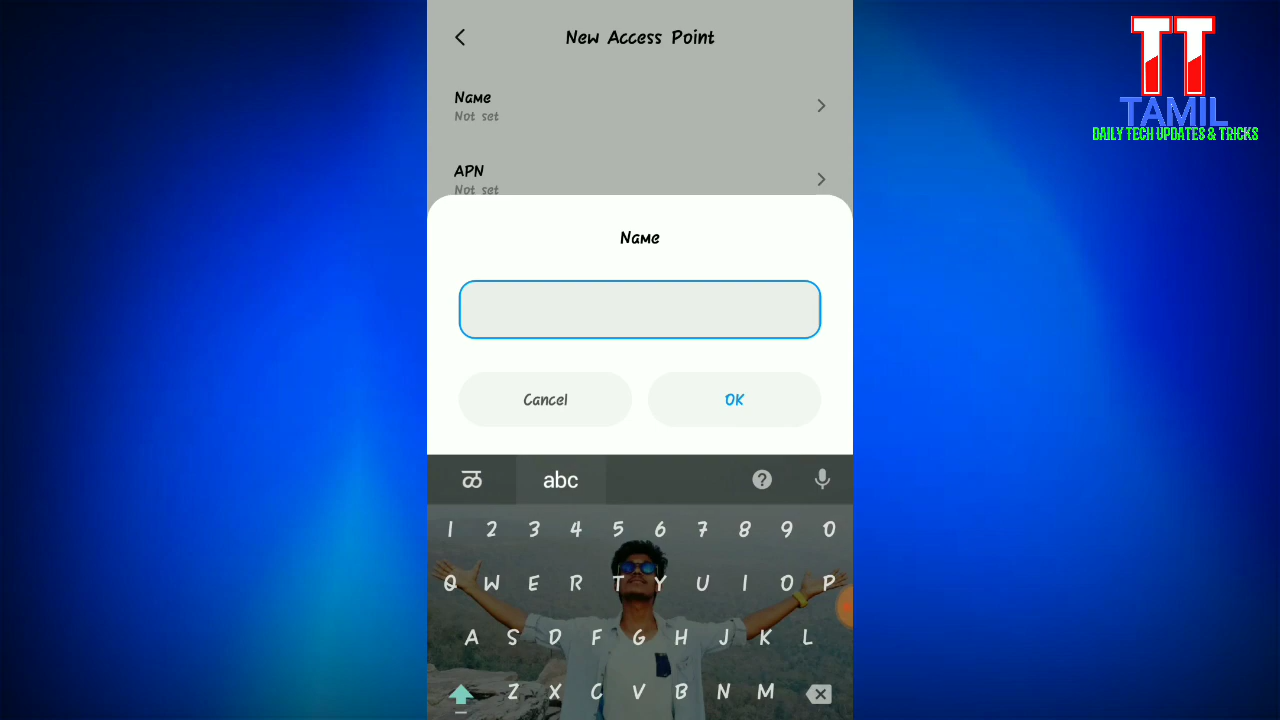 New Access Point
Name
Not set
APN
Not set
Name
Cancel
OK
ळ abc
1 2 3 4 5 6 7 8 9 0
Q W E R T Y U I O P
A S D F G H J K L
Z X C V B N M
TT
TAMIL
DAILY TECH UPDATES & TRICKS